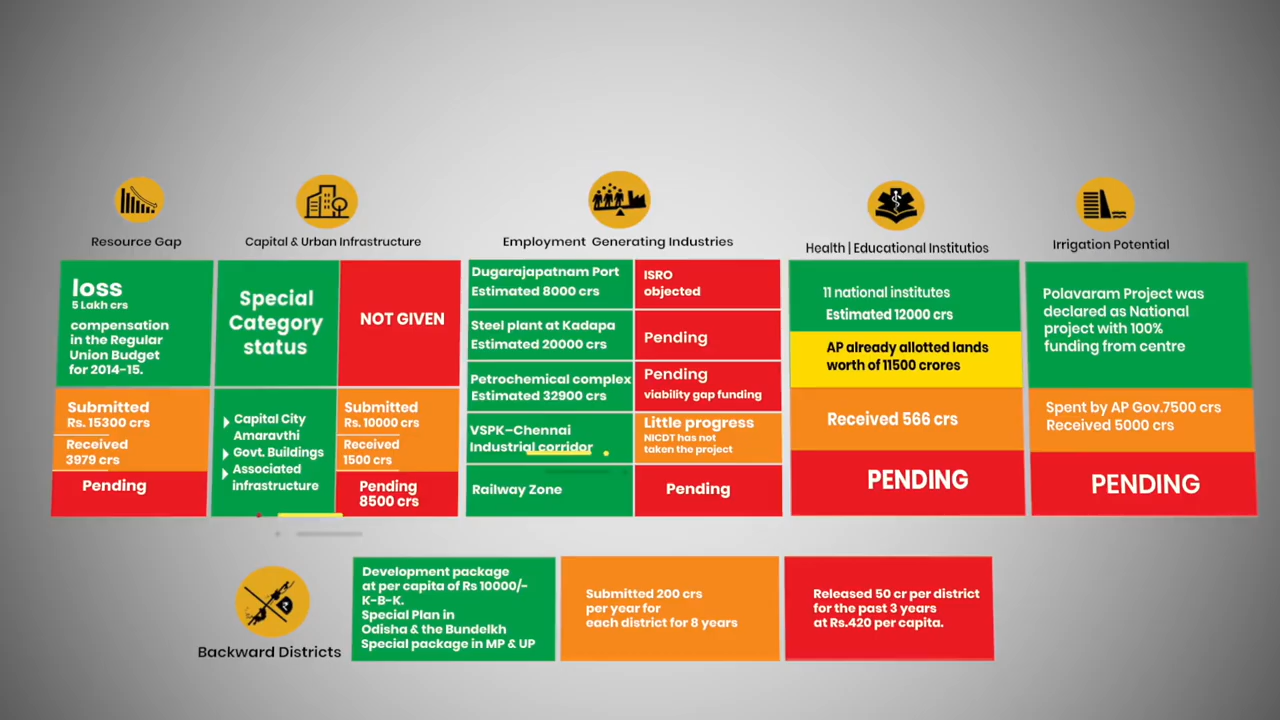 Resource Gap
loss
5 Lakh crs
compensation
in the Regular
Union Budget
for 2014-15.
Submitted
Rs. 15300 crs
Received
3979 crs
Pending
Capital & Urban Infrastructure
Special
Category
status
NOT GIVEN
Capital City
Amaravthi
Govt. Buildings
Associated
infrastructure
Submitted
Rs. 10000 crs
Received
1500 crs
Pending
8500 crs
Employment Generating Industries
Dugarajapatnam Port
Estimated 8000 crs
ISRO
objected
Steel plant at Kadapa
Estimated 20000 crs
Pending
Petrochemical complex
Estimated 32900 crs
Pending
viability gap funding
VSPK–Chennai
Industrial corridor
Little progress
NICDT has not
taken the project
Railway Zone
Pending
Health | Educational Institutios
11 national institutes
Estimated 12000 crs
AP already allotted lands
worth of 11500 crores
Received 566 crs
PENDING
Irrigation Potential
Polavaram Project was
declared as National
project with 100%
funding from centre
Spent by AP Gov.7500 crs
Received 5000 crs
PENDING
Backward Districts
Development package
at per capita of Rs 10000/-
K-B-K.
Special Plan in
Odisha & the Bundelkh
Special package in MP & UP
Submitted 200 crs
per year for
each district for 8 years
Released 50 cr per district
for the past 3 years
at Rs.420 per capita.